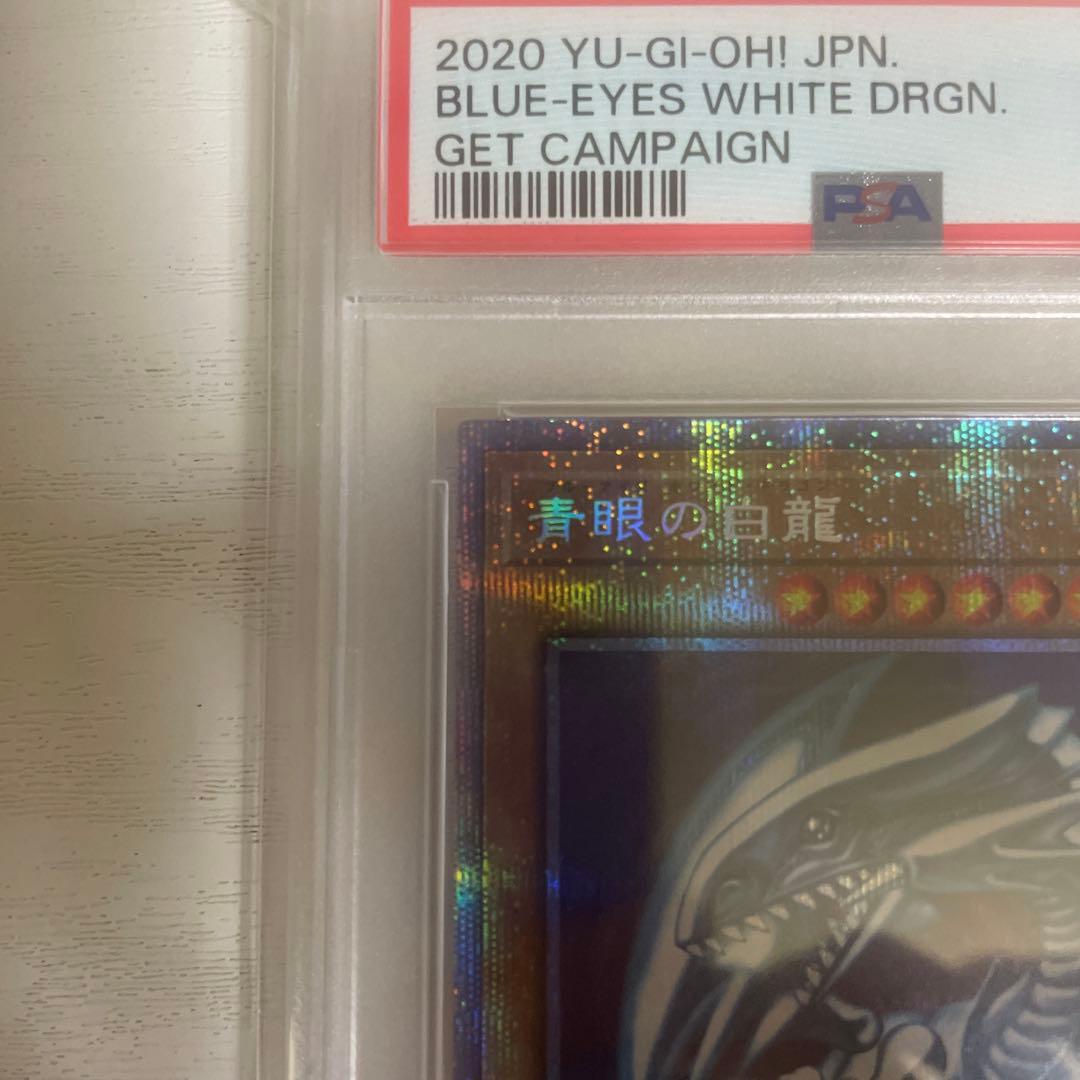 2020 YU-GI-OH! JPN.
BLUE-EYES WHITE DRGN.
GET CAMPAIGN
PSA
青眼の白龍